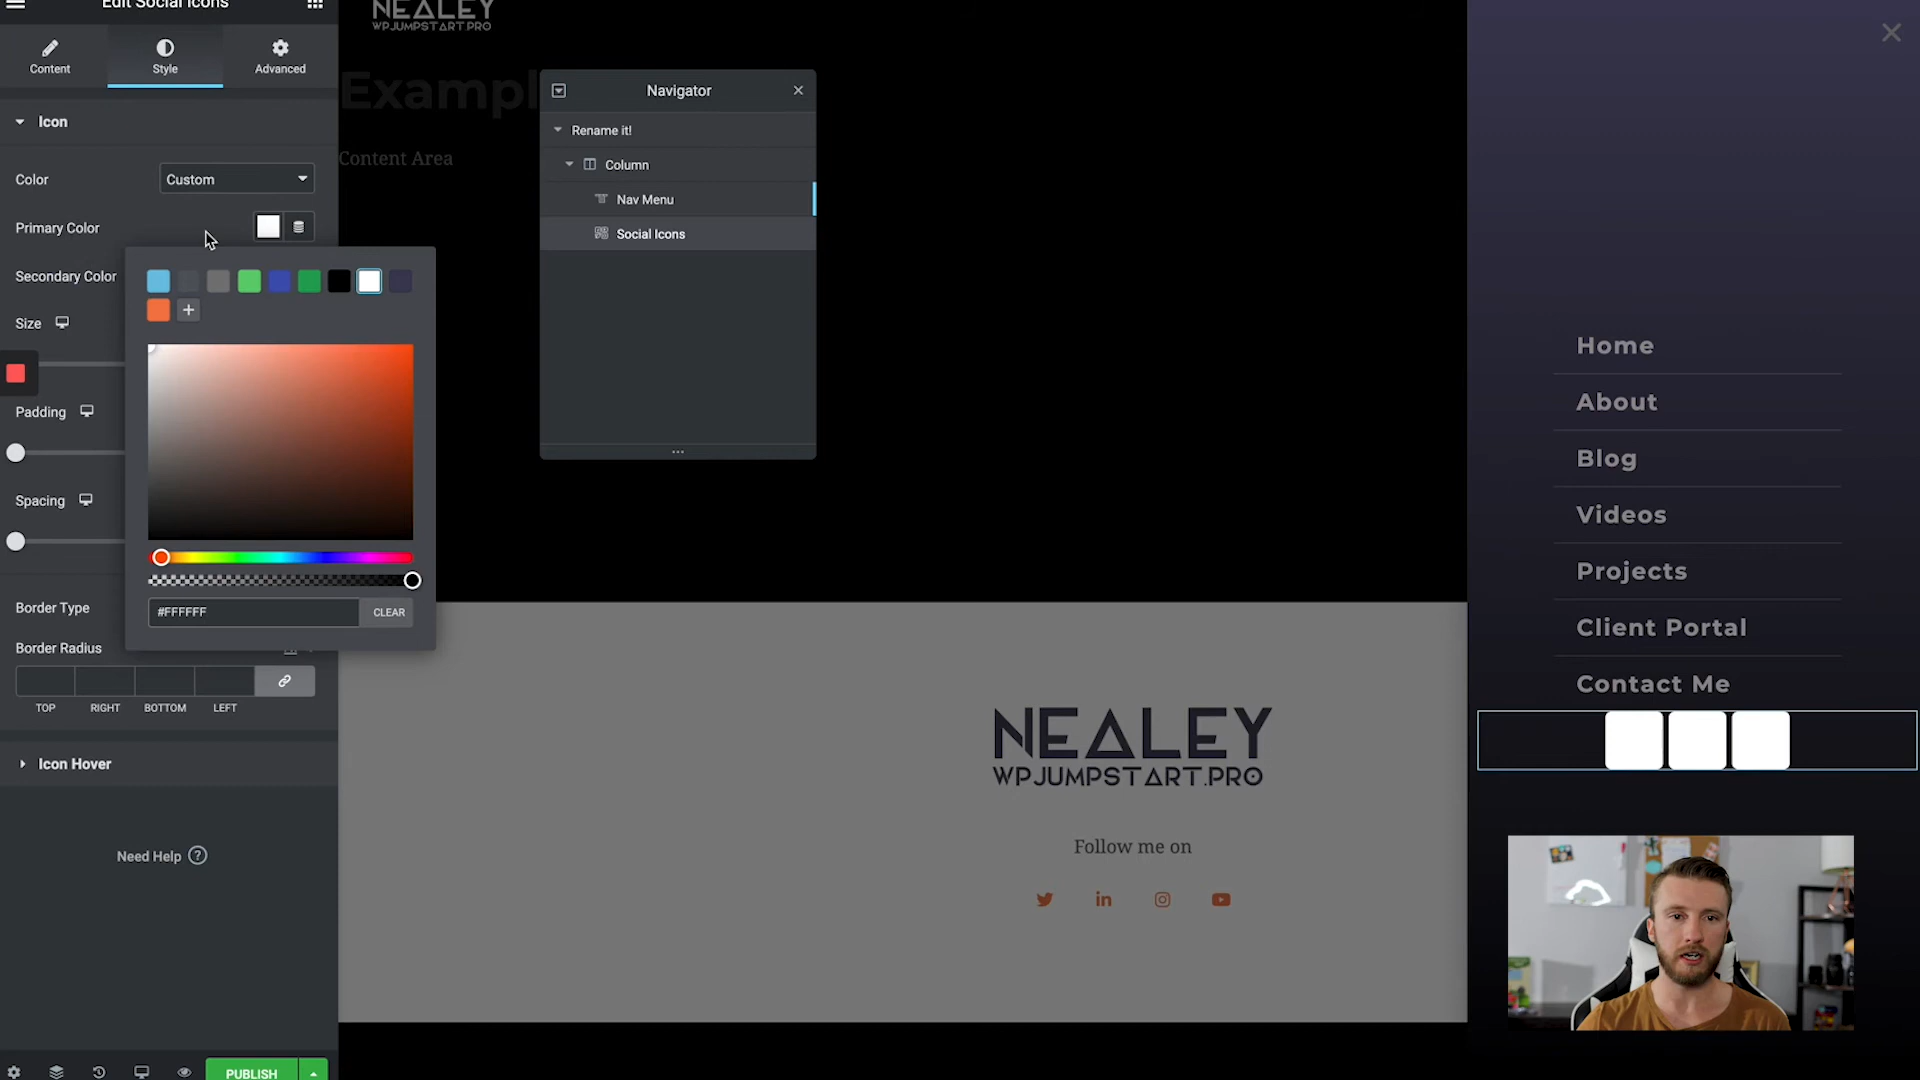 Edit Social Icons
Content
Style
Advanced
Icon
Color
Custom
Primary Color
Secondary Color
Size
Padding
Spacing
#FFFFFF
CLEAR
Border Type
Border Radius
TOP
RIGHT
BOTTOM
LEFT
Icon Hover
Need Help
PUBLISH
NEALEY
WPJUMPSTART.PRO
Exampl
Content Area
Navigator
Rename it!
Column
Nav Menu
Social Icons
NEALEY
WPJUMPSTART.PRO
Follow me on
Home
About
Blog
Videos
Projects
Client Portal
Contact Me